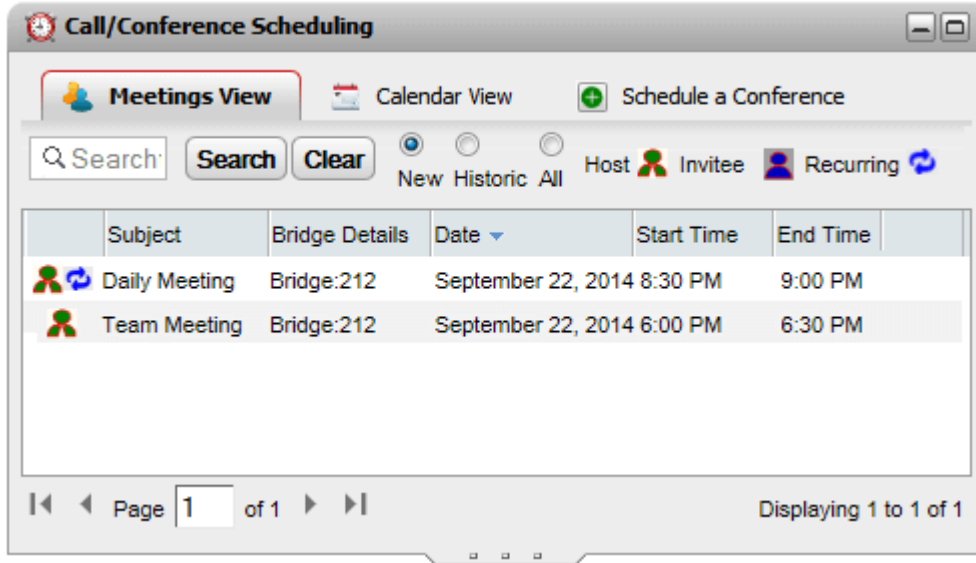 Call/Conference Scheduling
Meetings View Calendar View Schedule a Conference
Search Search Clear New Historic All Host Invitee Recurring
Subject Bridge Details Date Start Time End Time
Daily Meeting Bridge:212 September 22, 2014 8:30 PM 9:00 PM
Team Meeting Bridge:212 September 22, 2014 6:00 PM 6:30 PM
Page 1 of 1 Displaying 1 to 1 of 1